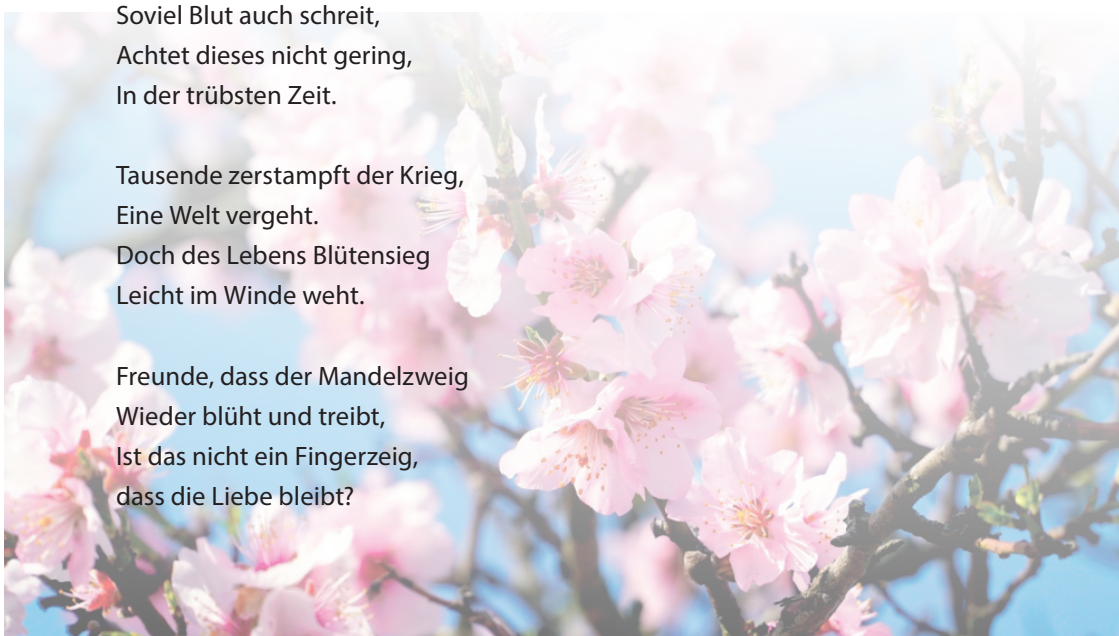 Soviel Blut auch schreit,
Achtet dieses nicht gering,
In der trübsten Zeit.
Tausende zerstampft der Krieg,
Eine Welt vergeht.
Doch des Lebens Blütensieg
Leicht im Winde weht.
Freunde, dass der Mandelzweig
Wieder blüht und treibt,
Ist das nicht ein Fingerzeig,
dass die Liebe bleibt?